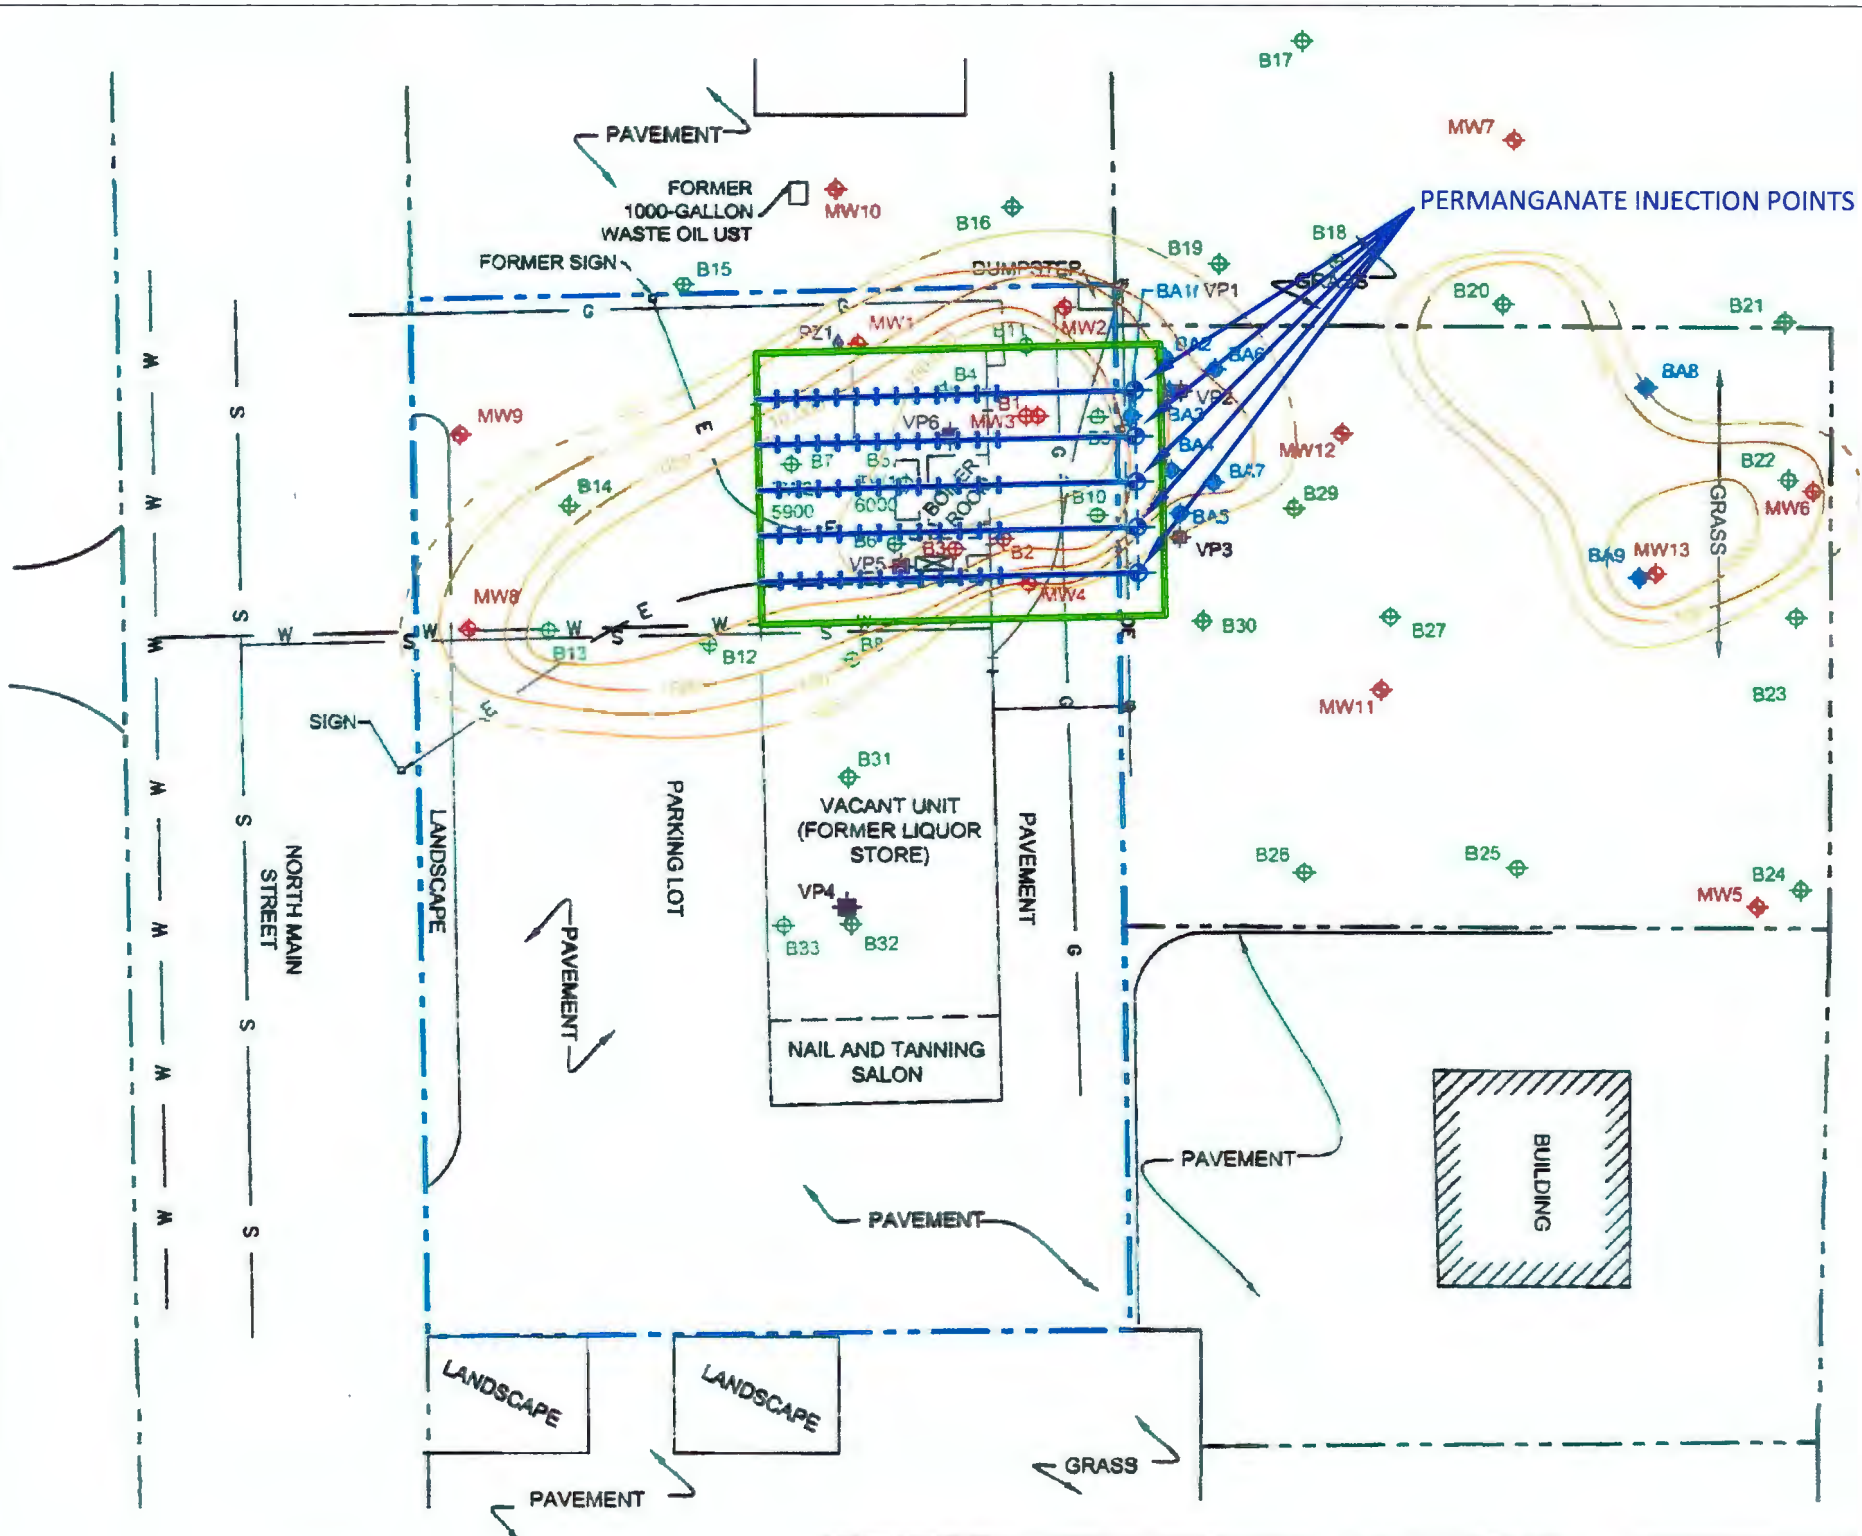 B17
MW7
PAVEMENT
FORMER
1000-GALLON
WASTE OIL UST
MW10
PERMANGANATE INJECTION POINTS
B16
B19
B18
FORMER SIGN
B15
DUMPSTER
GRASS
BA1
VP1
B20
B21
G
G
PZ1
MW1
MW2
B11
BA2
BA6
BA8
W
S
B4
VP2
MW9
VP6
B1
MW3
BA3
MW12
E
B7
BA4
BA7
B22
MW6
B14
5900
6000
BOILER
ROOM
B10
B29
GRASS
BA5
B6
B3
B2
VP5
VP3
BA9
MW13
MW8
MW4
E
W
S
B13
B12
B8
B30
B27
SIGN
E
G
MW11
B23
B31
VACANT UNIT
(FORMER LIQUOR
STORE)
PARKING LOT
PAVEMENT
LANDSCAPE
NORTH MAIN
STREET
B26
B25
B24
MW5
VP4
B33
B32
PAVEMENT
G
NAIL AND TANNING
SALON
PAVEMENT
BUILDING
PAVEMENT
LANDSCAPE
LANDSCAPE
GRASS
PAVEMENT